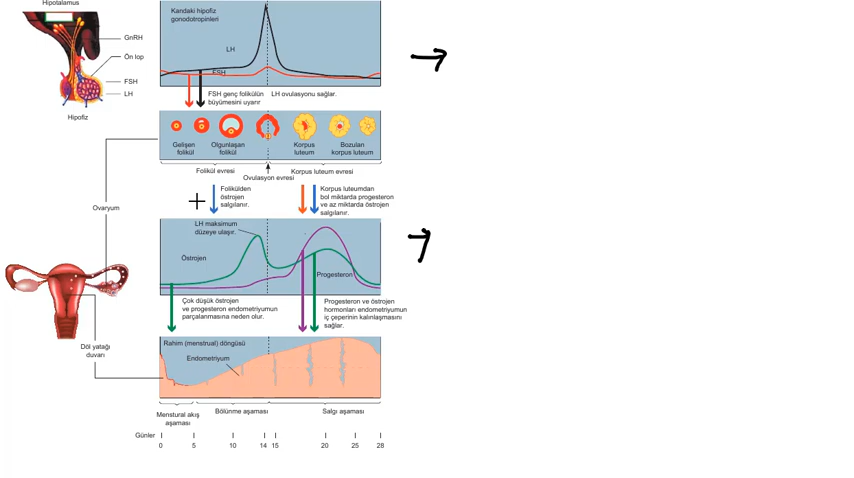 Hipotalamus
GnRH
Ön lop
FSH
LH
Hipofiz
Kandaki hipofiz
gonodotropinleri
LH
FSH
FSH genç folikülün
büyümesini uyarır
LH ovulasyonu sağlar.
Gelişen
folikül
Olgunlaşan
folikül
Korpus
luteum
Bozulan
korpus luteum
Folikül evresi
Ovulasyon evresi
Korpus luteum evresi
Ovaryum
Folikülden
östrojen
salgılanır.
Korpus luteumdan
bol miktarda progesteron
ve az miktarda östrojen
salgılanır.
LH maksimum
düzeye ulaşır.
Östrojen
Progesteron
Çok düşük östrojen
ve progesteron endometriyumun
parçalanmasına neden olur.
Progesteron ve östrojen
hormonları endometriyumun
iç çeperinin kalınlaşmasını
sağlar.
Döl yatağı
duvarı
Rahim (menstrual) döngüsü
Endometriyum
Menstural akış
aşaması
Bölünme aşaması
Salgı aşaması
Günler
0 5 10 14 15 20 25 28